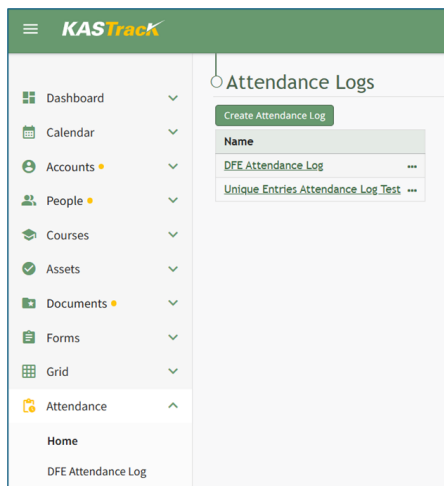 KASTrack
Dashboard
Calendar
Accounts
People
Courses
Assets
Documents
Forms
Grid
Attendance
Home
DFE Attendance Log
Attendance Logs
Create Attendance Log
Name
DFE Attendance Log
Unique Entries Attendance Log Test